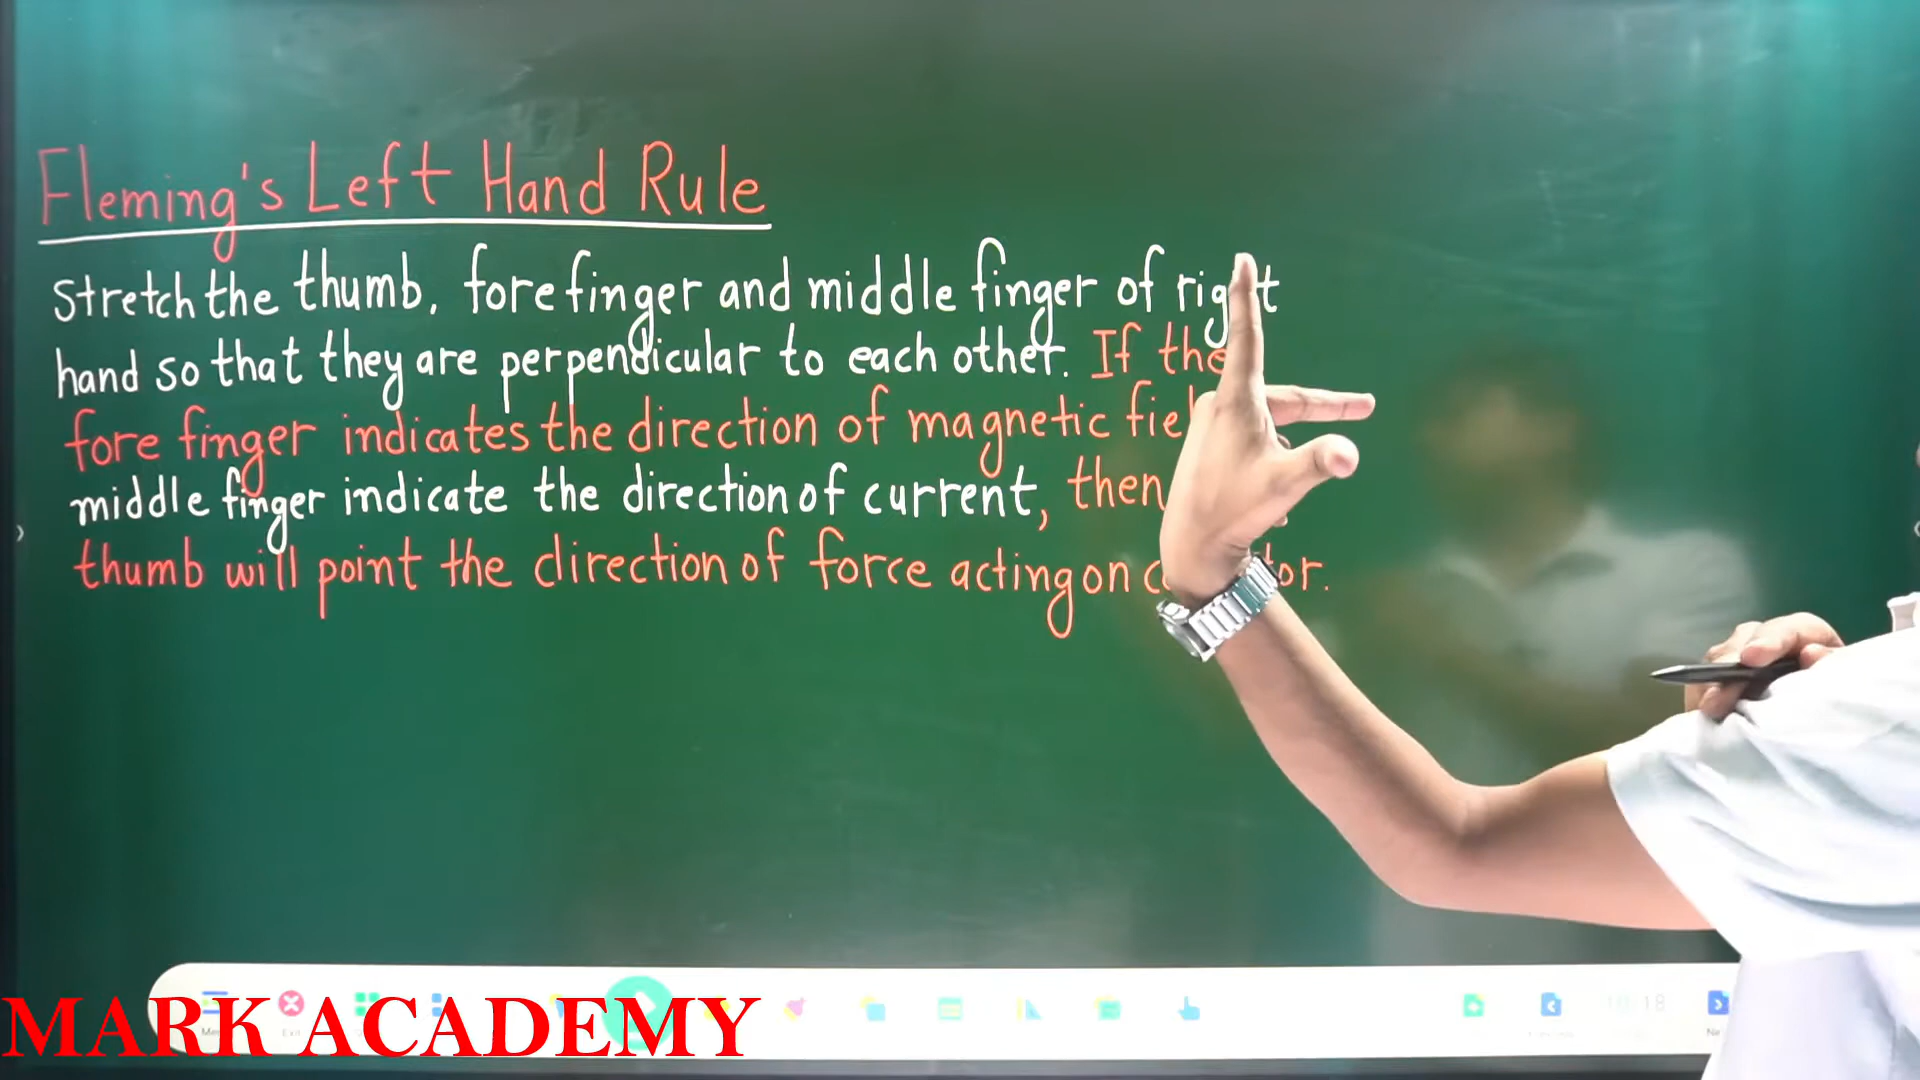 Fleming's Left Hand Rule
Stretch the thumb, forefinger and middle finger of right
hand so that they are perpendicular to each other. If the
fore finger indicates the direction of magnetic
middle finger indicate the direction of current, then
thumb will point the direction of force acting on
MARK ACADEMY